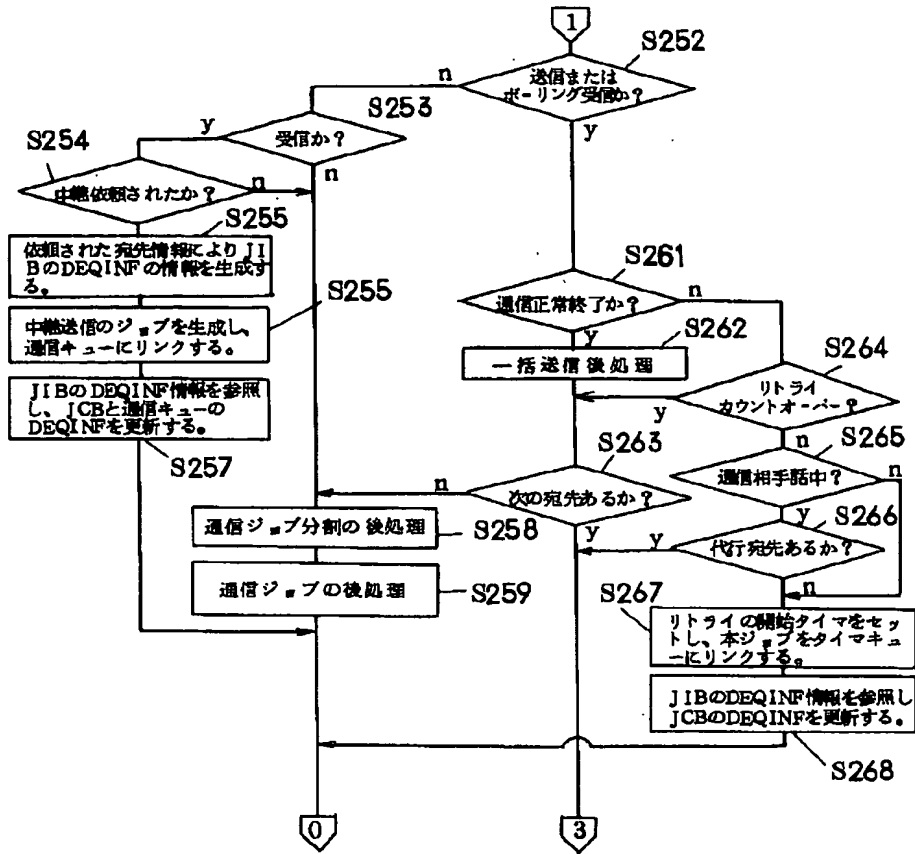 1
S252
送信または
ポーリング受信か?
n
y
S253
受信か?
y
n
S254
中継依頼されたか?
n
y
S255
依頼された宛先情報によりJI
BのDEQINFの情報を生成す
る。
S255
中継送信のジョブを生成し、
通信キューにリンクする。
JIBのDEQINF情報を参照
し、JCBと通信キューの
DEQINFを更新する。
S257
S261
通信正常終了か?
n
y
S262
一括送信後処理
S264
リトライ
カウントオーバー?
y
n
S263
次の宛先あるか?
n
y
S265
通信相手話中?
n
y
S266
代行宛先あるか?
y
n
通信ジョブ分割の後処理
S258
通信ジョブの後処理
S259
S267
リトライの開始タイマをセッ
トし、本ジョブをタイマキュ
ーにリンクする。
JIBのDEQINF情報を参照し
JCBのDEQINFを更新する。
S268
0
3